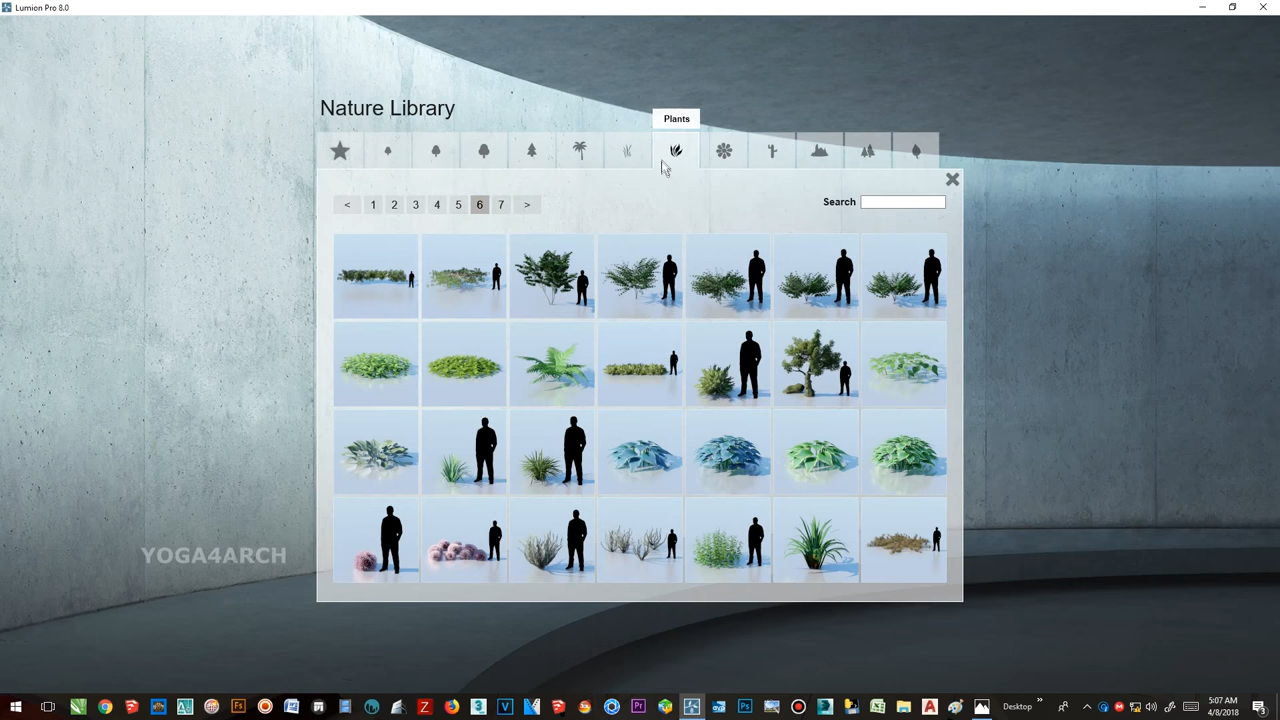 Lumion Pro 8.0
Nature Library
Plants
< 1 2 3 4 5 6 7 >
Search
YOGA4ARCH
Desktop
5:07 AM
4/8/2018